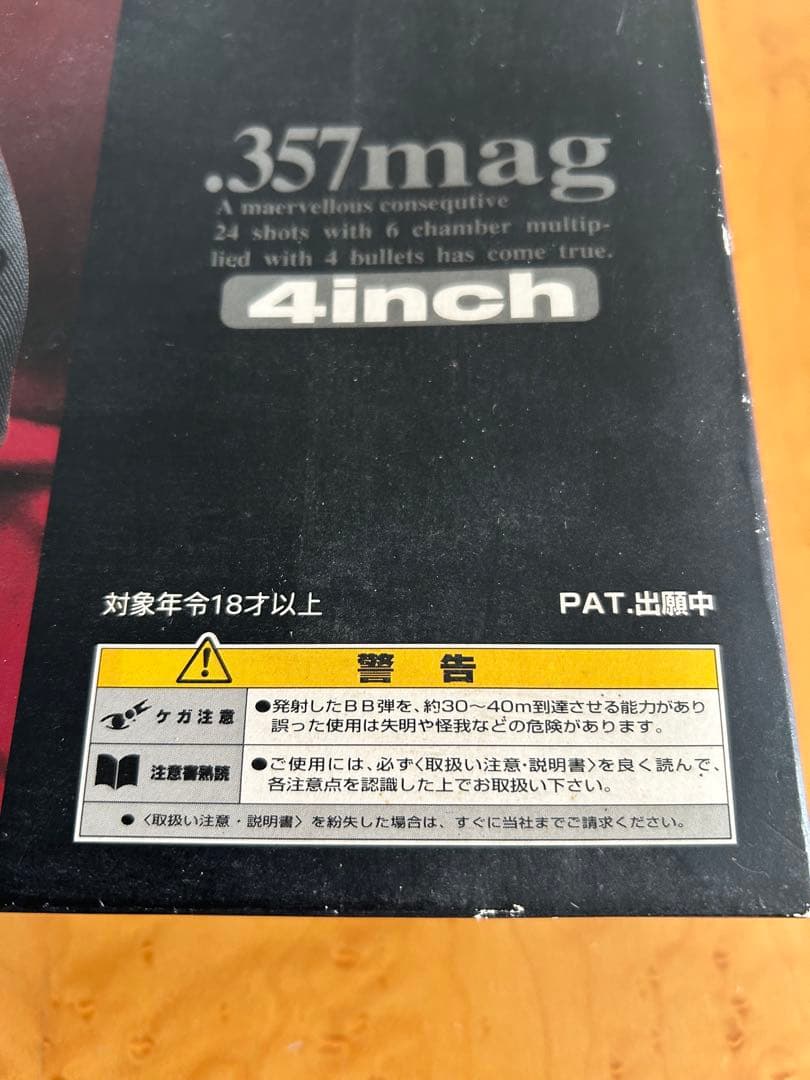 .357mag
A maervellous consequtive
24 shots with 6 chamber multip-
lied with 4 bullets has come true.
4inch
対象年令18才以上
PAT.出願中
警告
ケガ注意
●発射したBB弾を、約30〜40m到達させる能力があり
誤った使用は失明や怪我などの危険があります。
注意書熟読
●ご使用には、必ず〈取扱い注意・説明書〉を良く読んで、
各注意点を認識した上でお取扱い下さい。
●〈取扱い注意・説明書〉を紛失した場合は、すぐに当社までご請求ください。